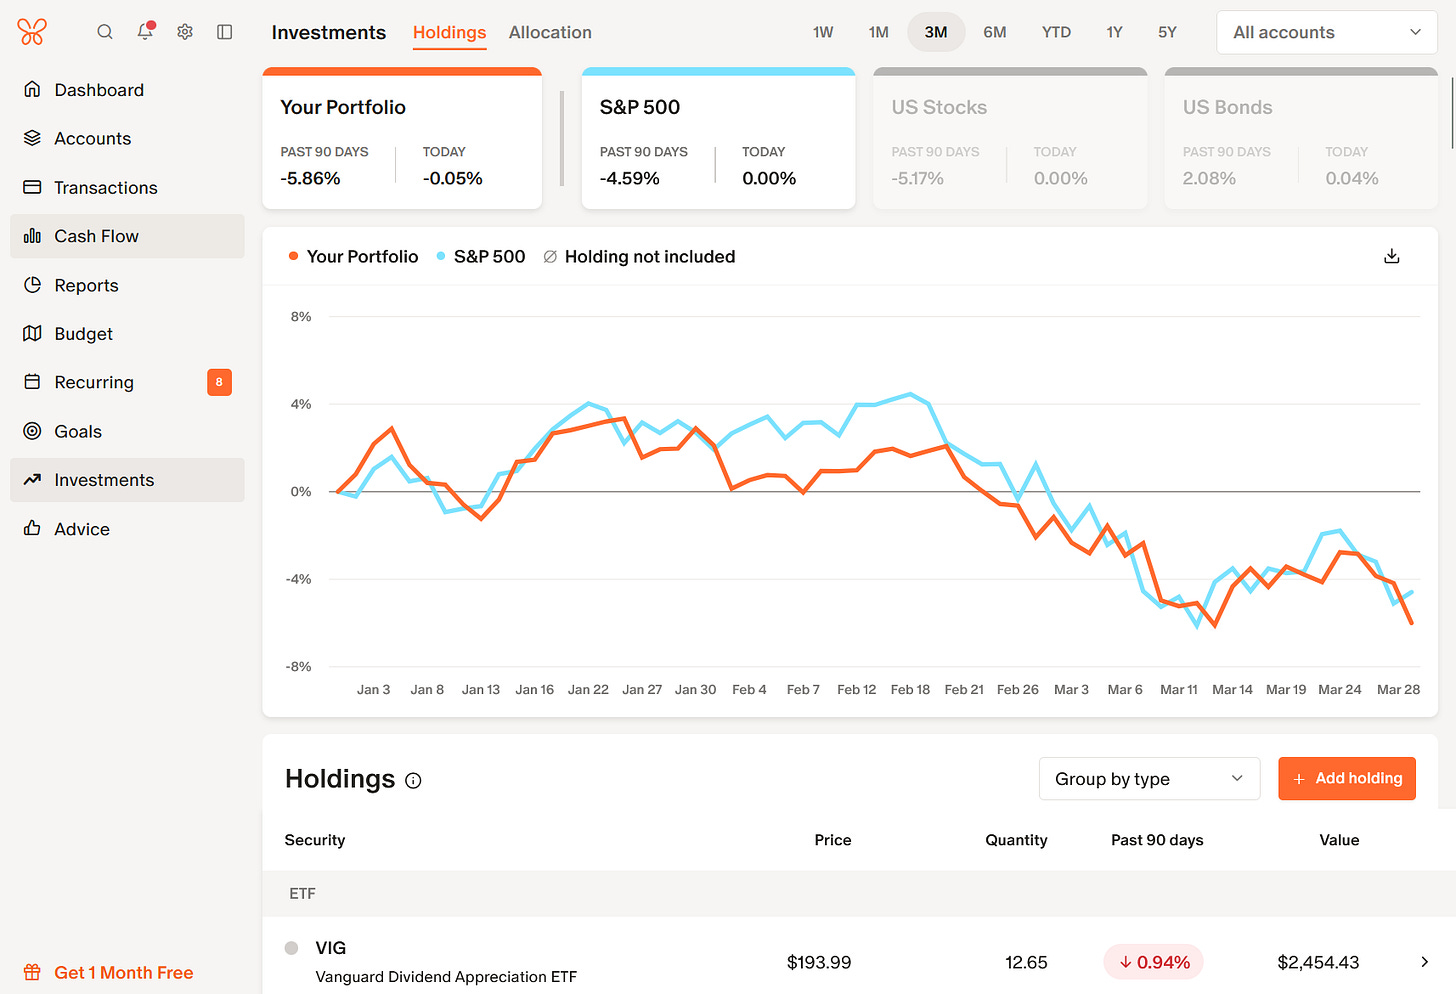 Investments Holdings Allocation 1W 1M 3M 6M YTD 1Y 5Y All accounts
Dashboard
Accounts
Transactions
Cash Flow
Reports
Budget
Recurring 8
Goals
Investments
Advice
Get 1 Month Free
Your Portfolio
PAST 90 DAYS TODAY
-5.86% -0.05%
S&P 500
PAST 90 DAYS TODAY
-4.59% 0.00%
US Stocks
PAST 90 DAYS TODAY
-5.17% 0.00%
US Bonds
PAST 90 DAYS TODAY
2.08% 0.04%
Your Portfolio S&P 500 Holding not included
8%
4%
0%
-4%
-8%
Jan 3 Jan 8 Jan 13 Jan 16 Jan 22 Jan 27 Jan 30 Feb 4 Feb 7 Feb 12 Feb 18 Feb 21 Feb 26 Mar 3 Mar 6 Mar 11 Mar 14 Mar 19 Mar 24 Mar 28
Holdings Group by type + Add holding
Security Price Quantity Past 90 days Value
ETF
VIG
Vanguard Dividend Appreciation ETF
$193.99 12.65 ↓ 0.94% $2,454.43